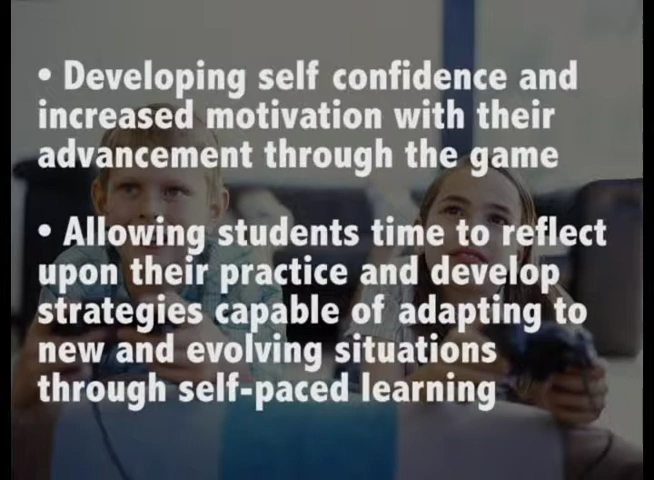 • Developing self confidence and
increased motivation with their
advancement through the game
• Allowing students time to reflect
upon their practice and develop
strategies capable of adapting to
new and evolving situations
through self-paced learning